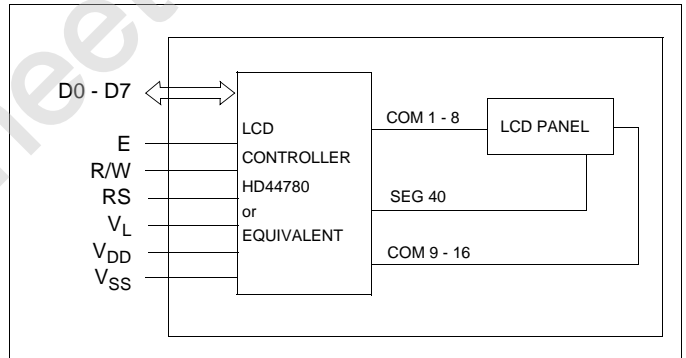 D0 - D7
E
R/W
RS
VL
VDD
VSS
LCD
CONTROLLER
HD44780
or
EQUIVALENT
COM 1 - 8
LCD PANEL
SEG 40
COM 9 - 16